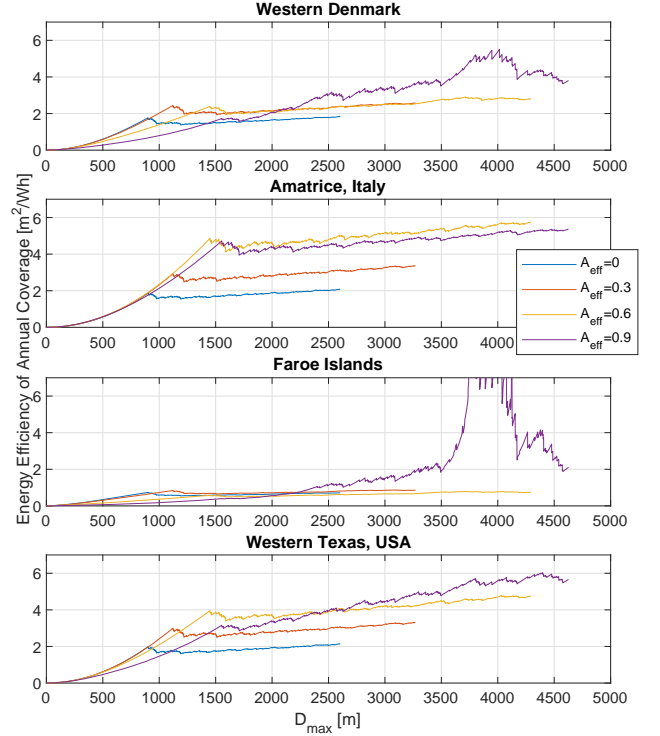 Western Denmark
6
4
2
0
0 500 1000 1500 2000 2500 3000 3500 4000 4500 5000
Amatrice, Italy
6
4
2
0
0 500 1000 1500 2000 2500 3000 3500 4000 4500 5000
A_eff=0
A_eff=0.3
A_eff=0.6
A_eff=0.9
Energy Efficiency of Annual Coverage [m²/Wh]
Faroe Islands
6
4
2
0
0 500 1000 1500 2000 2500 3000 3500 4000 4500 5000
Western Texas, USA
6
4
2
0
0 500 1000 1500 2000 2500 3000 3500 4000 4500 5000
D_max [m]